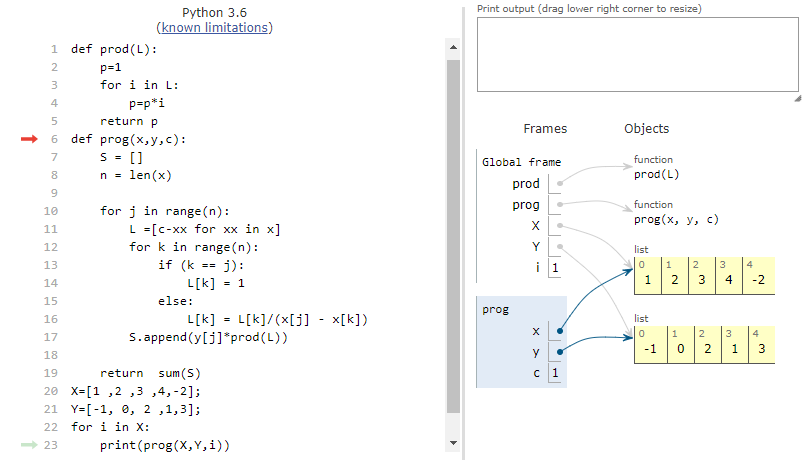 Python 3.6
(known limitations)
1 def prod(L):
2     p=1
3     for i in L:
4         p=p*i
5     return p
6 def prog(x,y,c):
7     S = []
8     n = len(x)
9
10     for j in range(n):
11         L =[c-xx for xx in x]
12         for k in range(n):
13             if (k == j):
14                 L[k] = 1
15             else:
16                 L[k] = L[k]/(x[j] - x[k])
17         S.append(y[j]*prod(L))
18
19     return  sum(S)
20 X=[1 ,2 ,3 ,4,-2];
21 Y=[-1, 0, 2 ,1,3];
22 for i in X:
23     print(prog(X,Y,i))
Print output (drag lower right corner to resize)
Frames Objects
Global frame
prod
prog
X
Y
i 1
function
prod(L)
function
prog(x, y, c)
list
0 1 2 3 4
1 2 3 4 -2
prog
x
y
c 1
list
0 1 2 3 4
-1 0 2 1 3